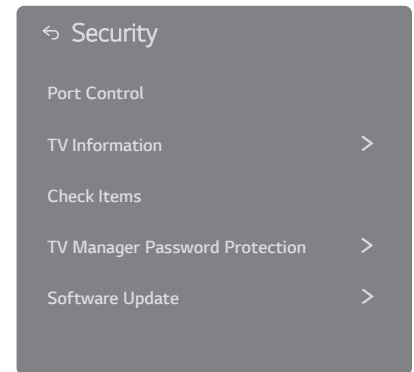 Security
Port Control
TV Information
Check Items
TV Manager Password Protection
Software Update